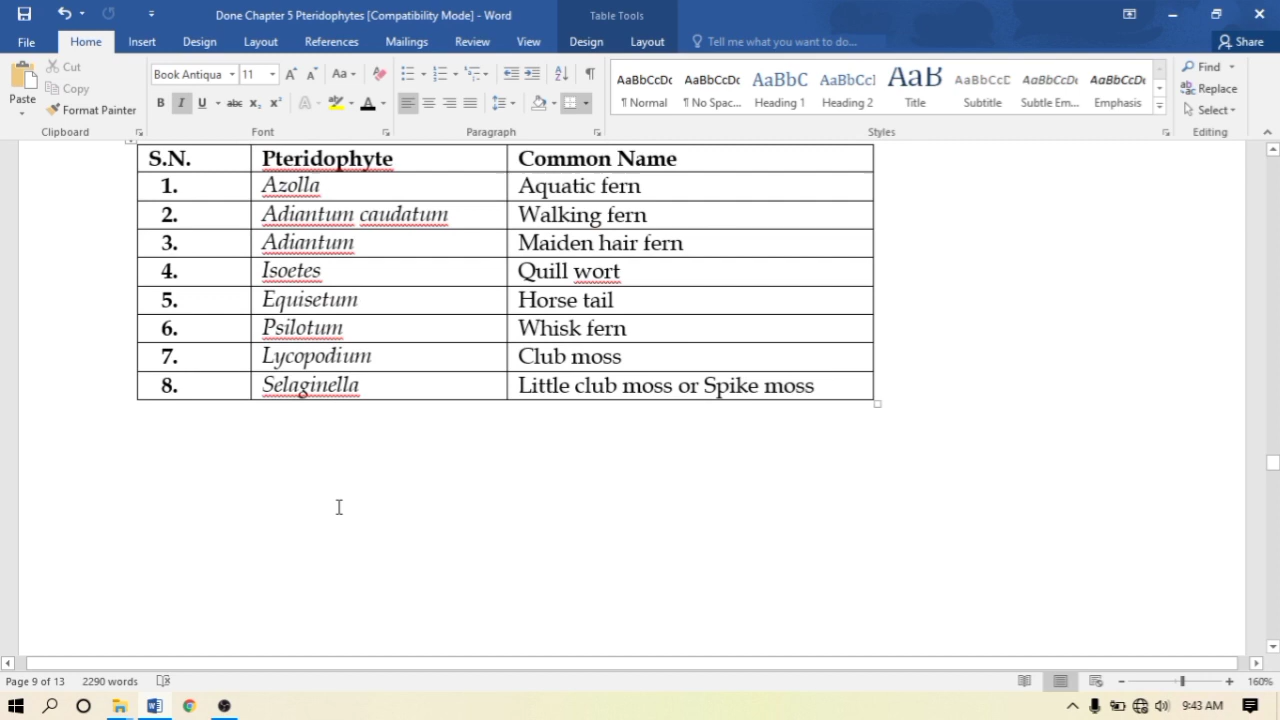 Done Chapter 5 Pteridophytes [Compatibility Mode] - Word
Table Tools
File Home Insert Design Layout References Mailings Review View Design Layout Tell me what you want to do... Share
Cut
Copy
Format Painter
Paste
Clipboard
Book Antiqua 11
Font
Paragraph
AaBbCcDc AaBbCcDc AaBbC AaBbCcI AaB AaBbCcD AaBbCcDt AaBbCcDt
¶ Normal ¶ No Spac... Heading 1 Heading 2 Title Subtitle Subtle Em... Emphasis
Styles
Find
Replace
Select
Editing
S.N. Pteridophyte Common Name
1. Azolla Aquatic fern
2. Adiantum caudatum Walking fern
3. Adiantum Maiden hair fern
4. Isoetes Quill wort
5. Equisetum Horse tail
6. Psilotum Whisk fern
7. Lycopodium Club moss
8. Selaginella Little club moss or Spike moss
Page 9 of 13 2290 words 160%
9:43 AM